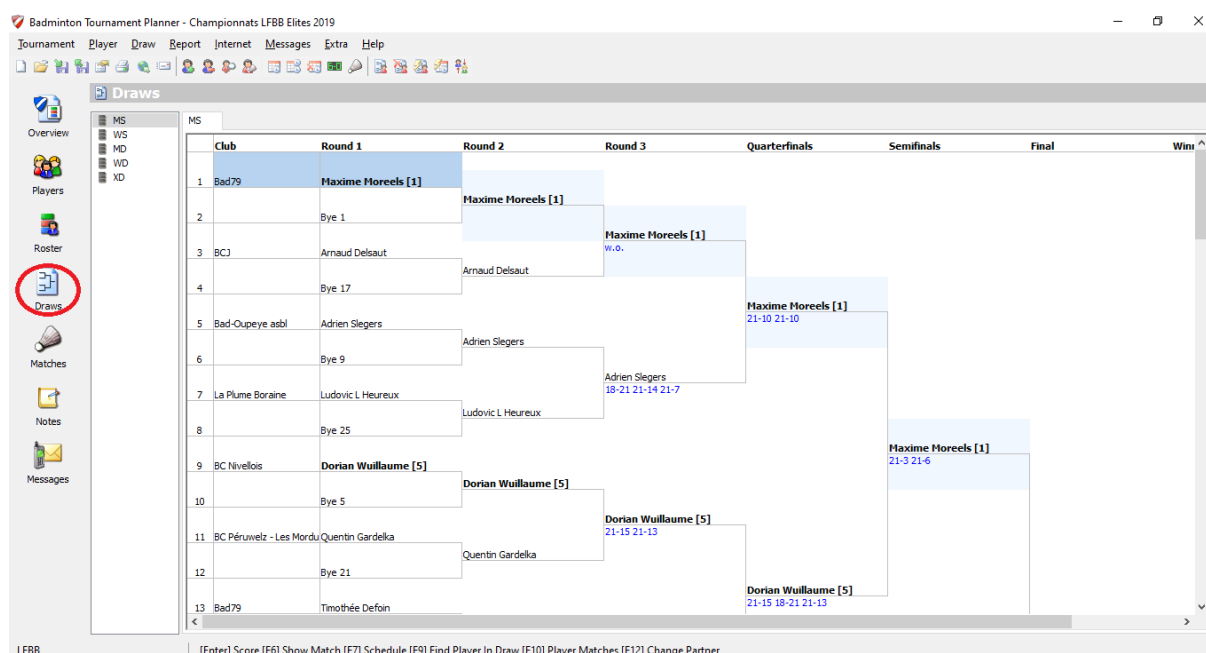 Badminton Tournament Planner - Championnats LFBB Elites 2019
Tournament Player Draw Report Internet Messages Extra Help
Draws
Overview
Players
Roster
Draws
Matches
Notes
Messages
MS
WS
MD
WD
XD
MS
Club Round 1 Round 2 Round 3 Quarterfinals Semifinals Final
1 Bad79 Maxime Moreels [1]
Maxime Moreels [1]
2 Bye 1
Maxime Moreels [1]
3 BCJ Arnaud Delsaut w.o.
Arnaud Delsaut
4 Bye 17
Maxime Moreels [1]
5 Bad-Oupeye asbl Adrien Slegers 21-10 21-10
Adrien Slegers
6 Bye 9
Adrien Slegers
7 La Plume Boraine Ludovic L Heureux 18-21 21-14 21-7
Ludovic L Heureux
8 Bye 25
Maxime Moreels [1]
9 BC Nivellois Dorian Wuillaume [5] 21-3 21-6
Dorian Wuillaume [5]
10 Bye 5
Dorian Wuillaume [5]
11 BC Péruwelz - Les Mordu Quentin Gardelka 21-15 21-13
Quentin Gardelka
12 Bye 21
Dorian Wuillaume [5]
13 Bad79 Timothée Defoin 21-15 18-21 21-13
LFBB [Enter] Score [F6] Show Match [F7] Schedule [F9] Find Player In Draw [F10] Player Matches [F12] Change Partner